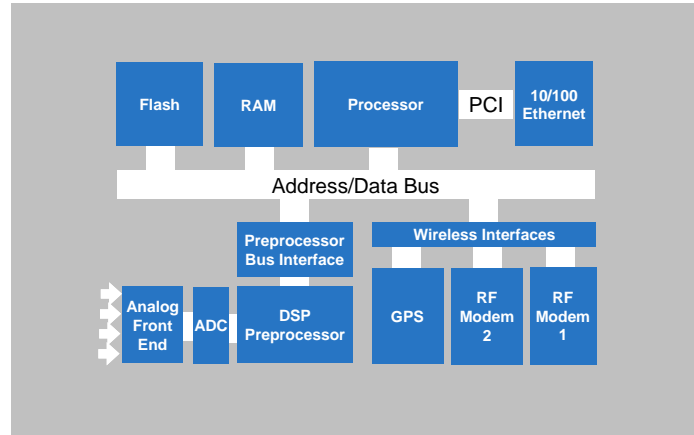 Flash
RAM
Processor
PCI
10/100
Ethernet
Address/Data Bus
Preprocessor
Bus Interface
Wireless Interfaces
Analog
Front
End
ADC
DSP
Preprocessor
GPS
RF
Modem
2
RF
Modem
1